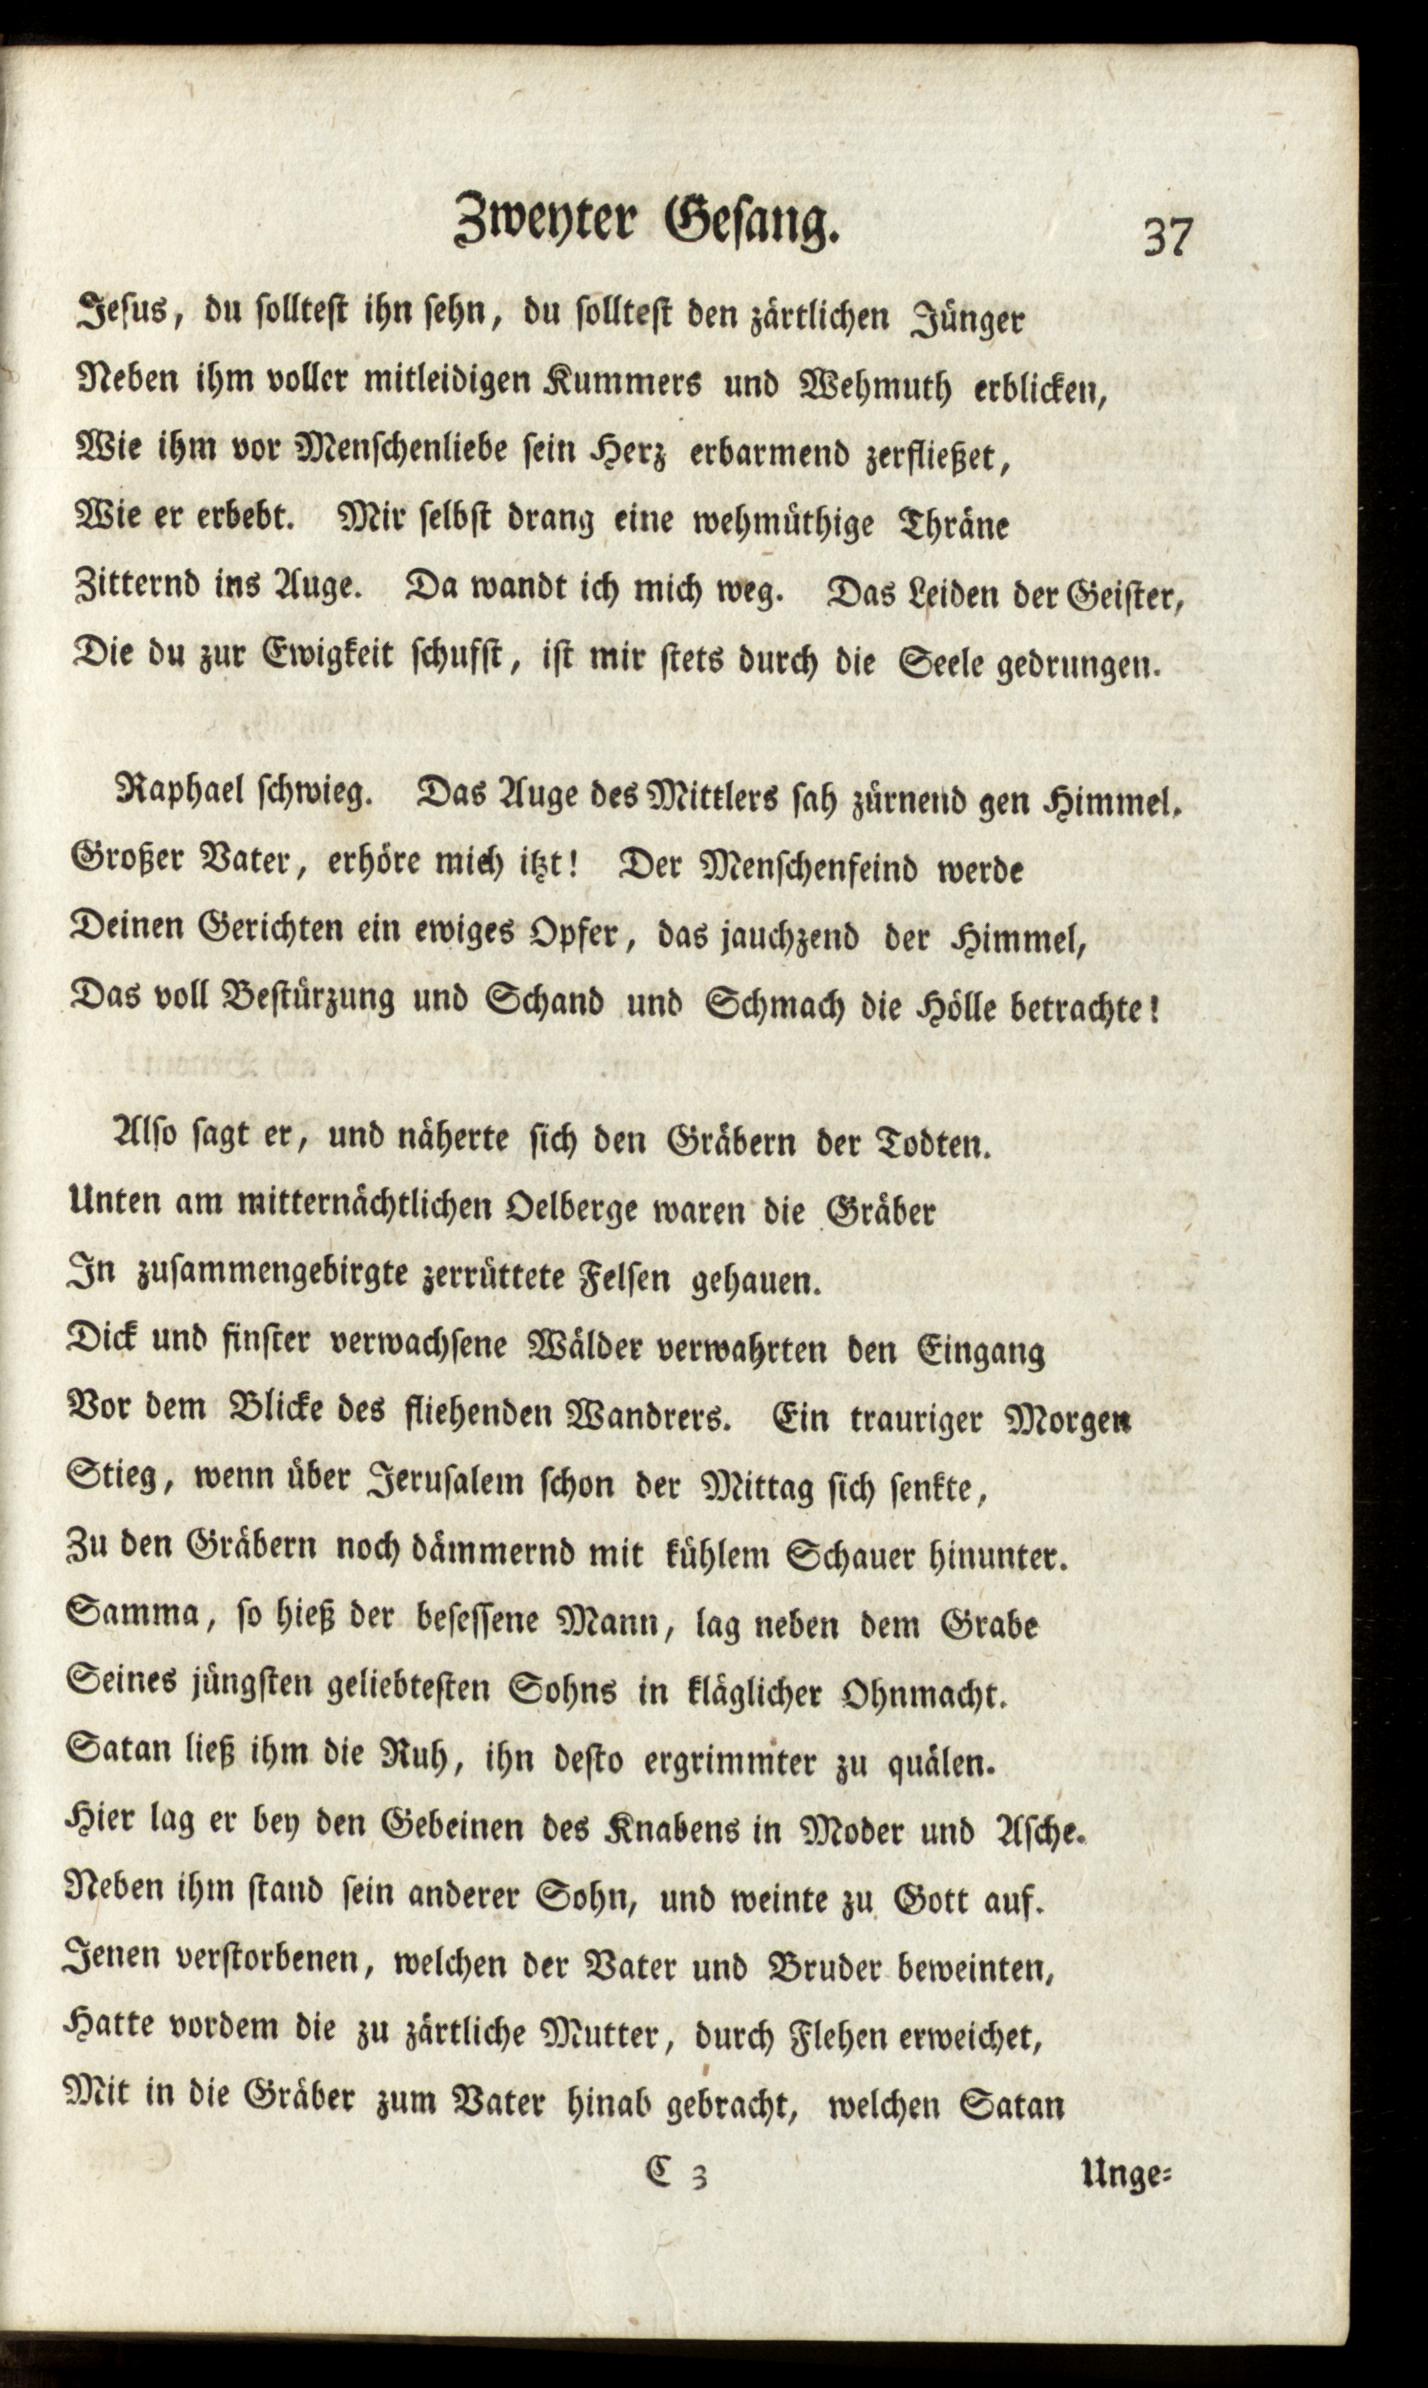 Zweyter Geſang. 37
Jeſus, du ſollteſt ihn ſehn, du ſollteſt den zärtlichen Jünger
Neben ihm voller mitleidigen Kummers und Wehmuth erblicken,
Wie ihm vor Menſchenliebe ſein Herz erbarmend zerfließet,
Wie er erbebt. Mir ſelbſt drang eine wehmüthige Thräne
Zitternd ins Auge. Da wandt ich mich weg. Das Leiden der Geiſter,
Die du zur Ewigkeit ſchufſt, iſt mir ſtets durch die Seele gedrungen.
Raphael ſchwieg. Das Auge des Mittlers ſah zürnend gen Himmel.
Großer Vater, erhöre mich itzt! Der Menſchenfeind werde
Deinen Gerichten ein ewiges Opfer, das jauchzend der Himmel,
Das voll Beſtürzung und Schand und Schmach die Hölle betrachte!
Alſo ſagt er, und näherte ſich den Gräbern der Todten.
Unten am mitternächtlichen Oelberge waren die Gräber
In zuſammengebirgte zerrüttete Felſen gehauen.
Dick und finſter verwachſene Wälder verwahrten den Eingang
Vor dem Blicke des fliehenden Wandrers. Ein trauriger Morgen
Stieg, wenn über Jeruſalem ſchon der Mittag ſich ſenkte,
Zu den Gräbern noch dämmernd mit kühlem Schauer hinunter.
Samma, ſo hieß der beſeſſene Mann, lag neben dem Grabe
Seines jüngſten geliebteſten Sohns in kläglicher Ohnmacht.
Satan ließ ihm die Ruh, ihn deſto ergrimmter zu quälen.
Hier lag er bey den Gebeinen des Knabens in Moder und Aſche.
Neben ihm ſtand ſein anderer Sohn, und weinte zu Gott auf.
Jenen verſtorbenen, welchen der Vater und Bruder beweinten,
Hatte vordem die zu zärtliche Mutter, durch Flehen erweichet,
Mit in die Gräber zum Vater hinab gebracht, welchen Satan
C 3 Unge⸗